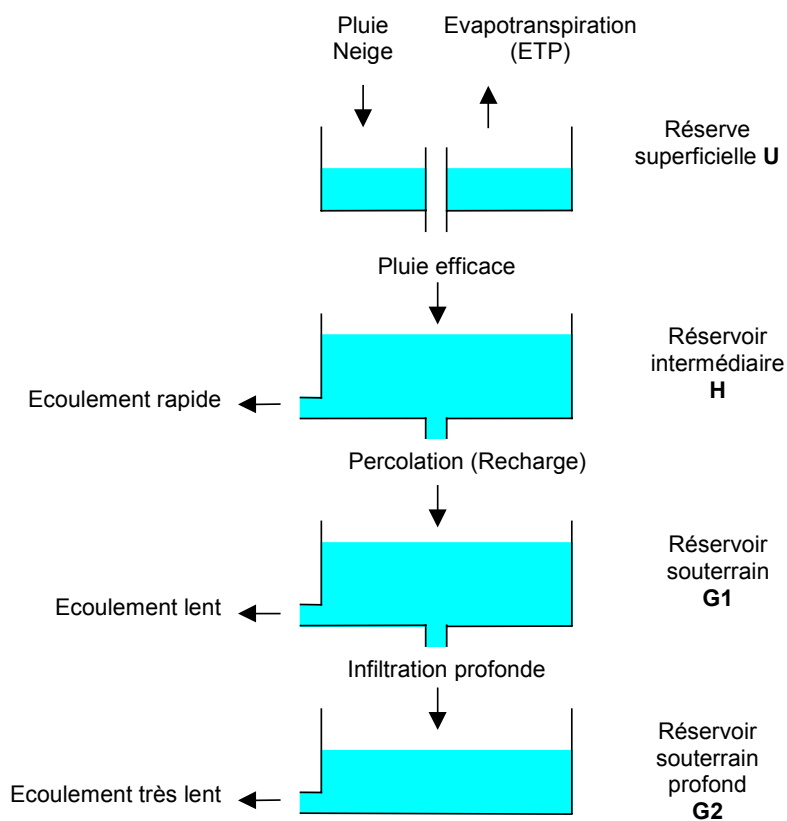 Pluie
Neige
Evapotranspiration
(ETP)
Réserve
superficielle U
Pluie efficace
Réservoir
intermédiaire
H
Ecoulement rapide
Percolation (Recharge)
Réservoir
souterrain
G1
Ecoulement lent
Infiltration profonde
Réservoir
souterrain
profond
G2
Ecoulement très lent